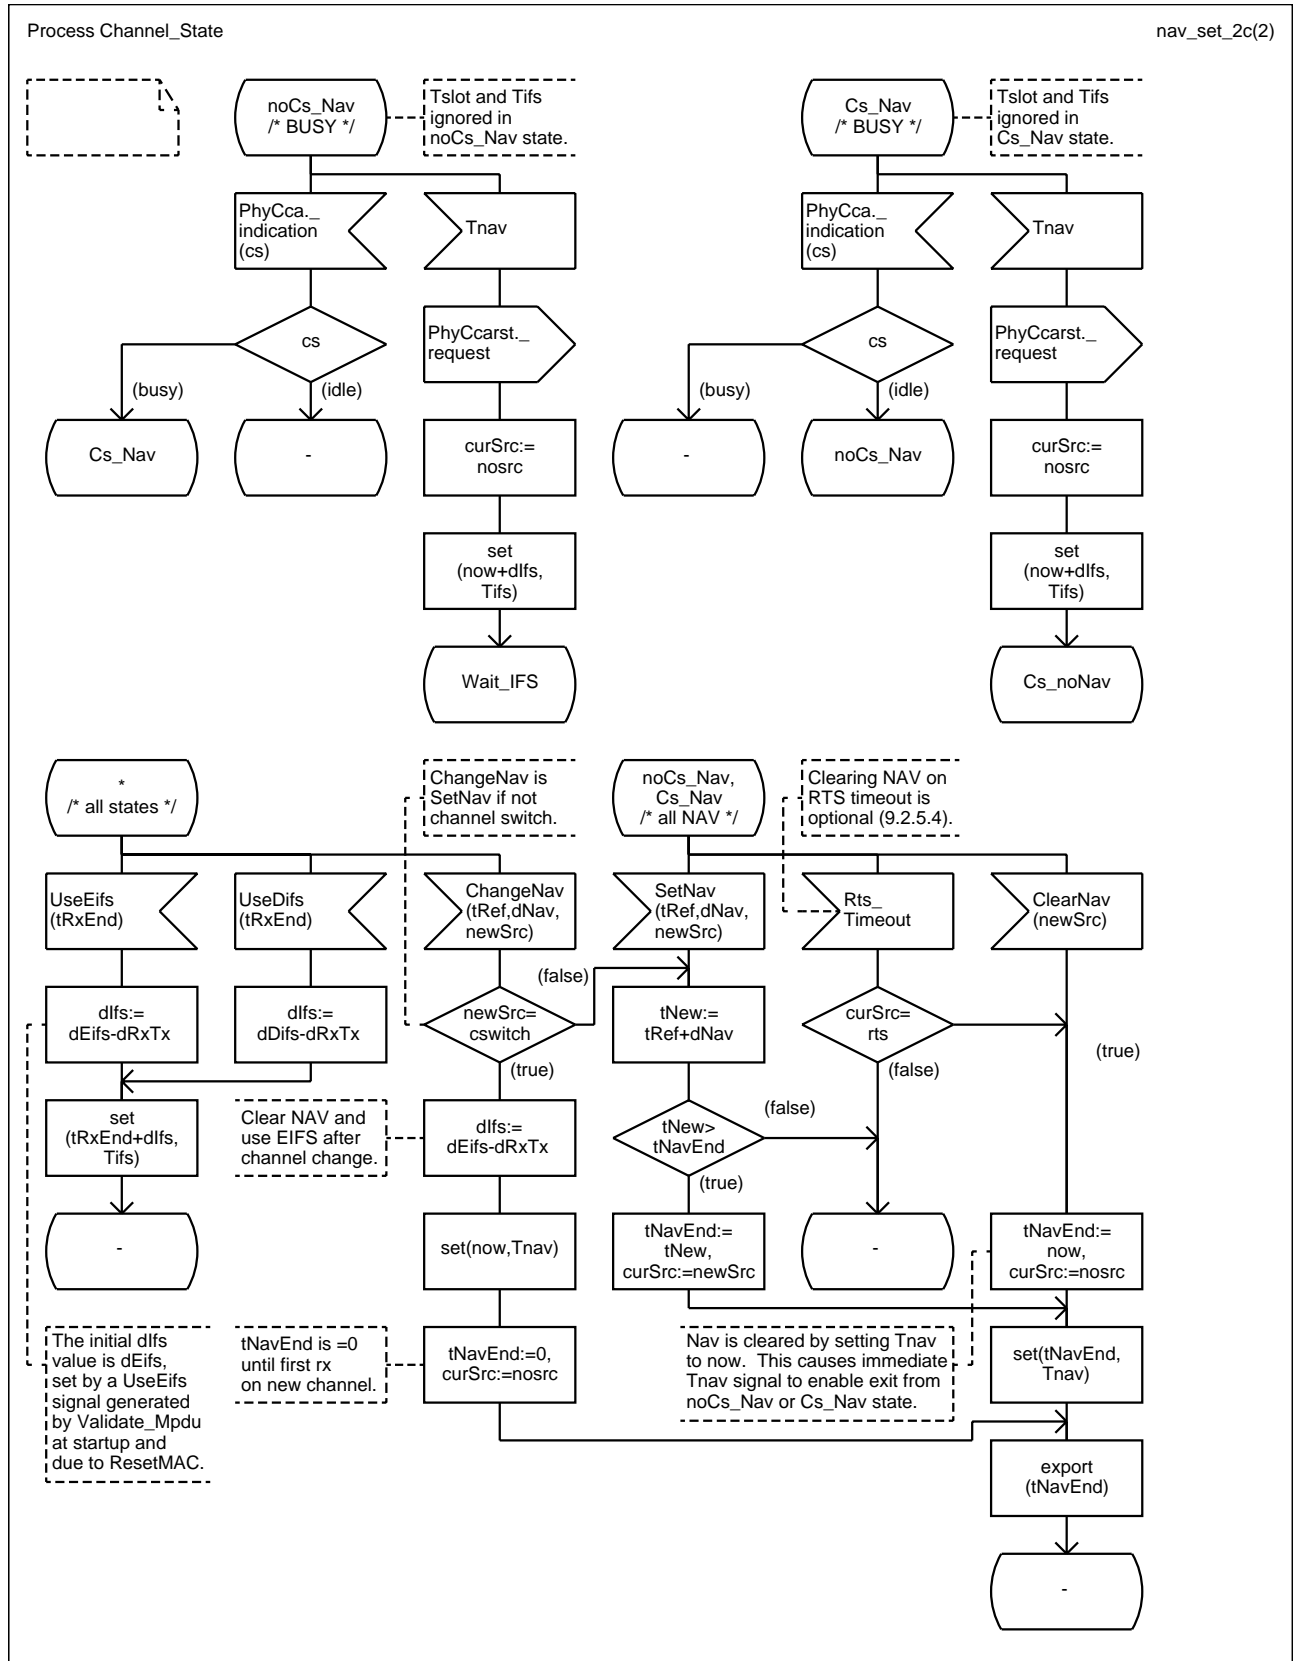 Process Channel_State
nav_set_2c(2)
noCs_Nav
/* BUSY */
Tslot and Tifs
ignored in
noCs_Nav state.
Cs_Nav
/* BUSY */
Tslot and Tifs
ignored in
Cs_Nav state.
PhyCca._
indication
(cs)
Tnav
PhyCca._
indication
(cs)
Tnav
cs
PhyCcarst._
request
cs
PhyCcarst._
request
(busy)
(idle)
(busy)
(idle)
Cs_Nav
-
curSrc:=
nosrc
-
noCs_Nav
curSrc:=
nosrc
set
(now+dIfs,
Tifs)
set
(now+dIfs,
Tifs)
Wait_IFS
Cs_noNav
*
/* all states */
ChangeNav is
SetNav if not
channel switch.
noCs_Nav,
Cs_Nav
/* all NAV */
Clearing NAV on
RTS timeout is
optional (9.2.5.4).
UseEifs
(tRxEnd)
UseDifs
(tRxEnd)
ChangeNav
(tRef,dNav,
newSrc)
SetNav
(tRef,dNav,
newSrc)
Rts_
Timeout
ClearNav
(newSrc)
(false)
dIfs:=
dEifs-dRxTx
dIfs:=
dDifs-dRxTx
newSrc=
cswitch
tNew:=
tRef+dNav
curSrc=
rts
(true)
(true)
(false)
set
(tRxEnd+dIfs,
Tifs)
Clear NAV and
use EIFS after
channel change.
dIfs:=
dEifs-dRxTx
(false)
tNew>
tNavEnd
(true)
-
set(now,Tnav)
tNavEnd:=
tNew,
curSrc:=newSrc
-
tNavEnd:=
now,
curSrc:=nosrc
The initial dIfs
value is dEifs,
set by a UseEifs
signal generated
by Validate_Mpdu
at startup and
due to ResetMAC.
tNavEnd is =0
until first rx
on new channel.
tNavEnd:=0,
curSrc:=nosrc
Nav is cleared by setting Tnav
to now.  This causes immediate
Tnav signal to enable exit from
noCs_Nav or Cs_Nav state.
set(tNavEnd,
Tnav)
export
(tNavEnd)
-